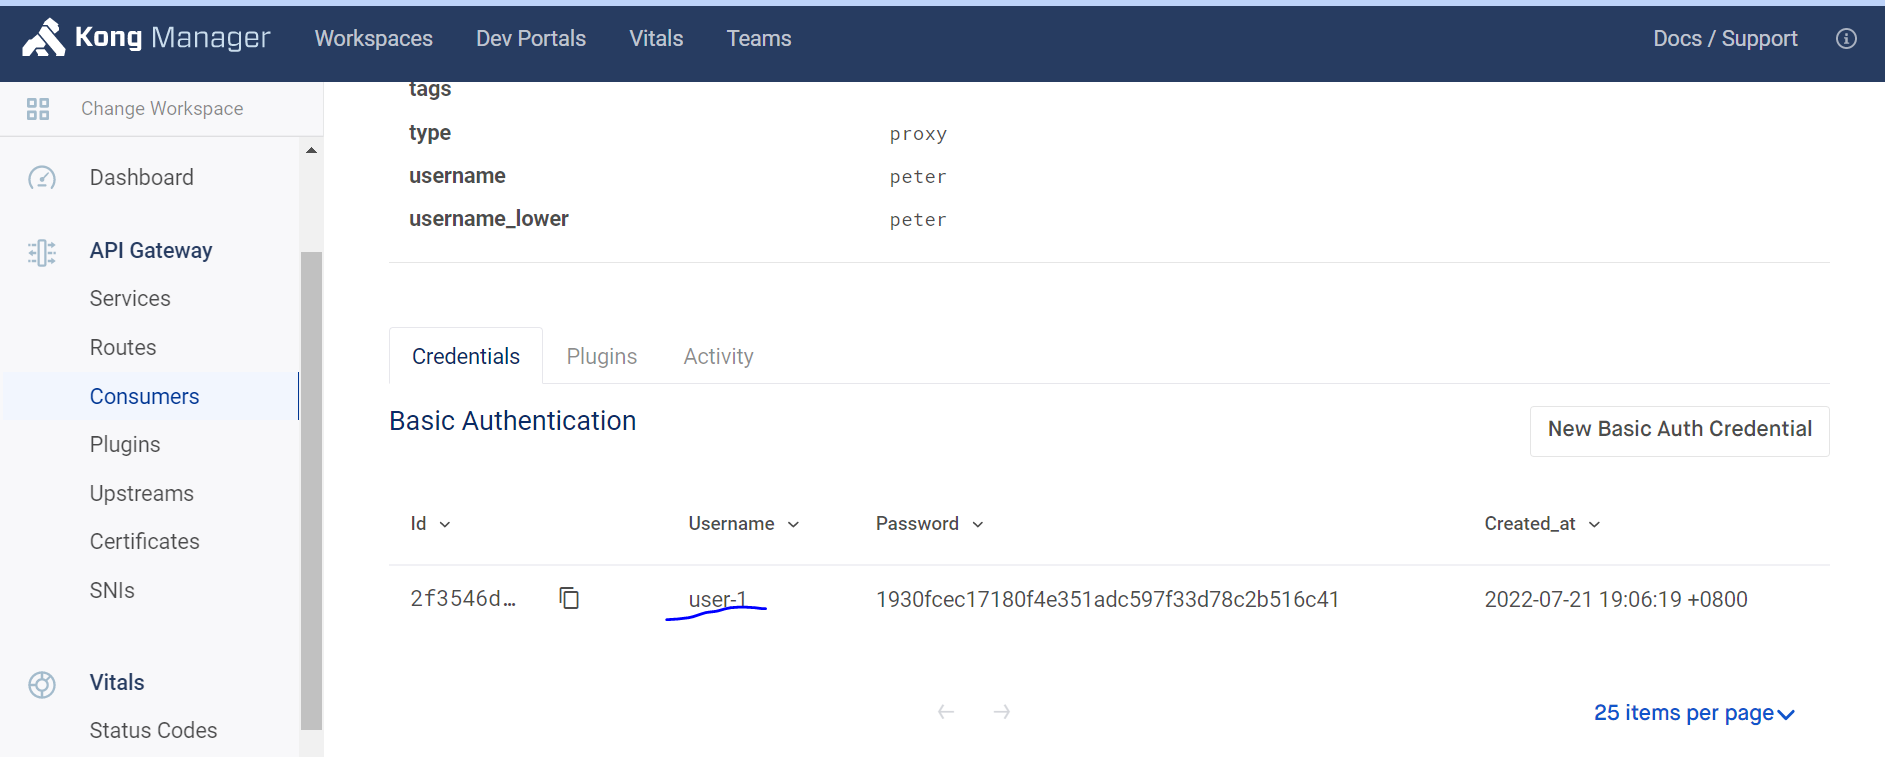 Kong Manager Workspaces Dev Portals Vitals Teams Docs / Support
Change Workspace
tags
type proxy
username peter
username_lower peter
Dashboard
API Gateway
Services
Routes
Consumers
Plugins
Upstreams
Certificates
SNIs
Vitals
Status Codes
Credentials Plugins Activity
Basic Authentication
New Basic Auth Credential
Id Username Password Created_at
2f3546d... user-1 1930fcec17180f4e351adc597f33d78c2b516c41 2022-07-21 19:06:19 +0800
25 items per page